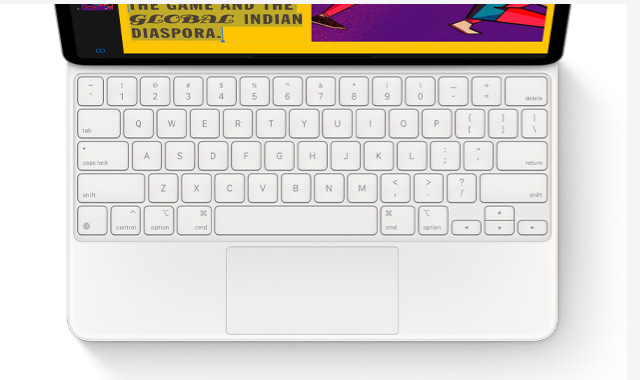 THE GAME AND THE
GLOBAL INDIAN
DIASPORA.
~ ! @ # $ % ^ & * ( ) — +
` 1 2 3 4 5 6 7 8 9 0 - = delete
tab Q W E R T Y U I O P { [ } ] | \
caps lock A S D F G H J K L : ; " ' return
shift Z X C V B N M < , > . ? / shift
control option cmd cmd option